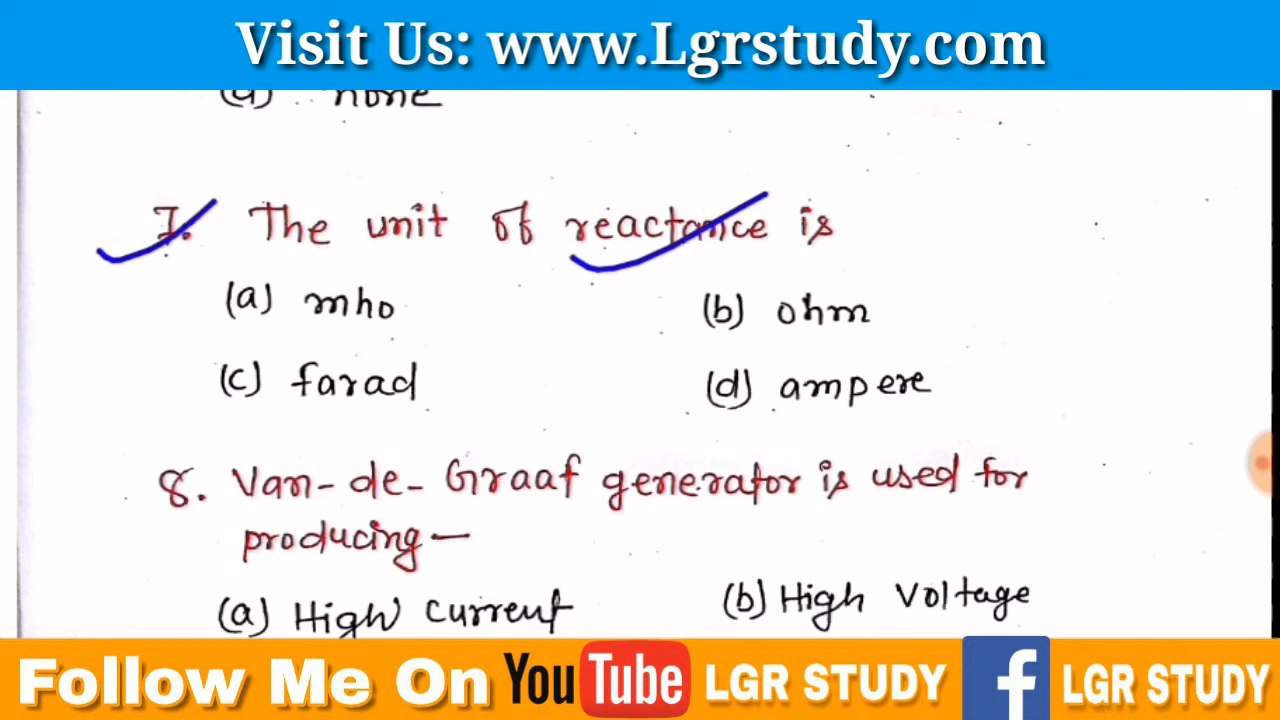 Visit Us: www.Lgrstudy.com
(d) none
7. The unit of reactance is
(a) mho (b) ohm
(c) farad (d) ampere
8. Van-de-Graaf generator is used for
producing—
(a) High Current (b) High Voltage
Follow Me On YouTube LGR STUDY f LGR STUDY